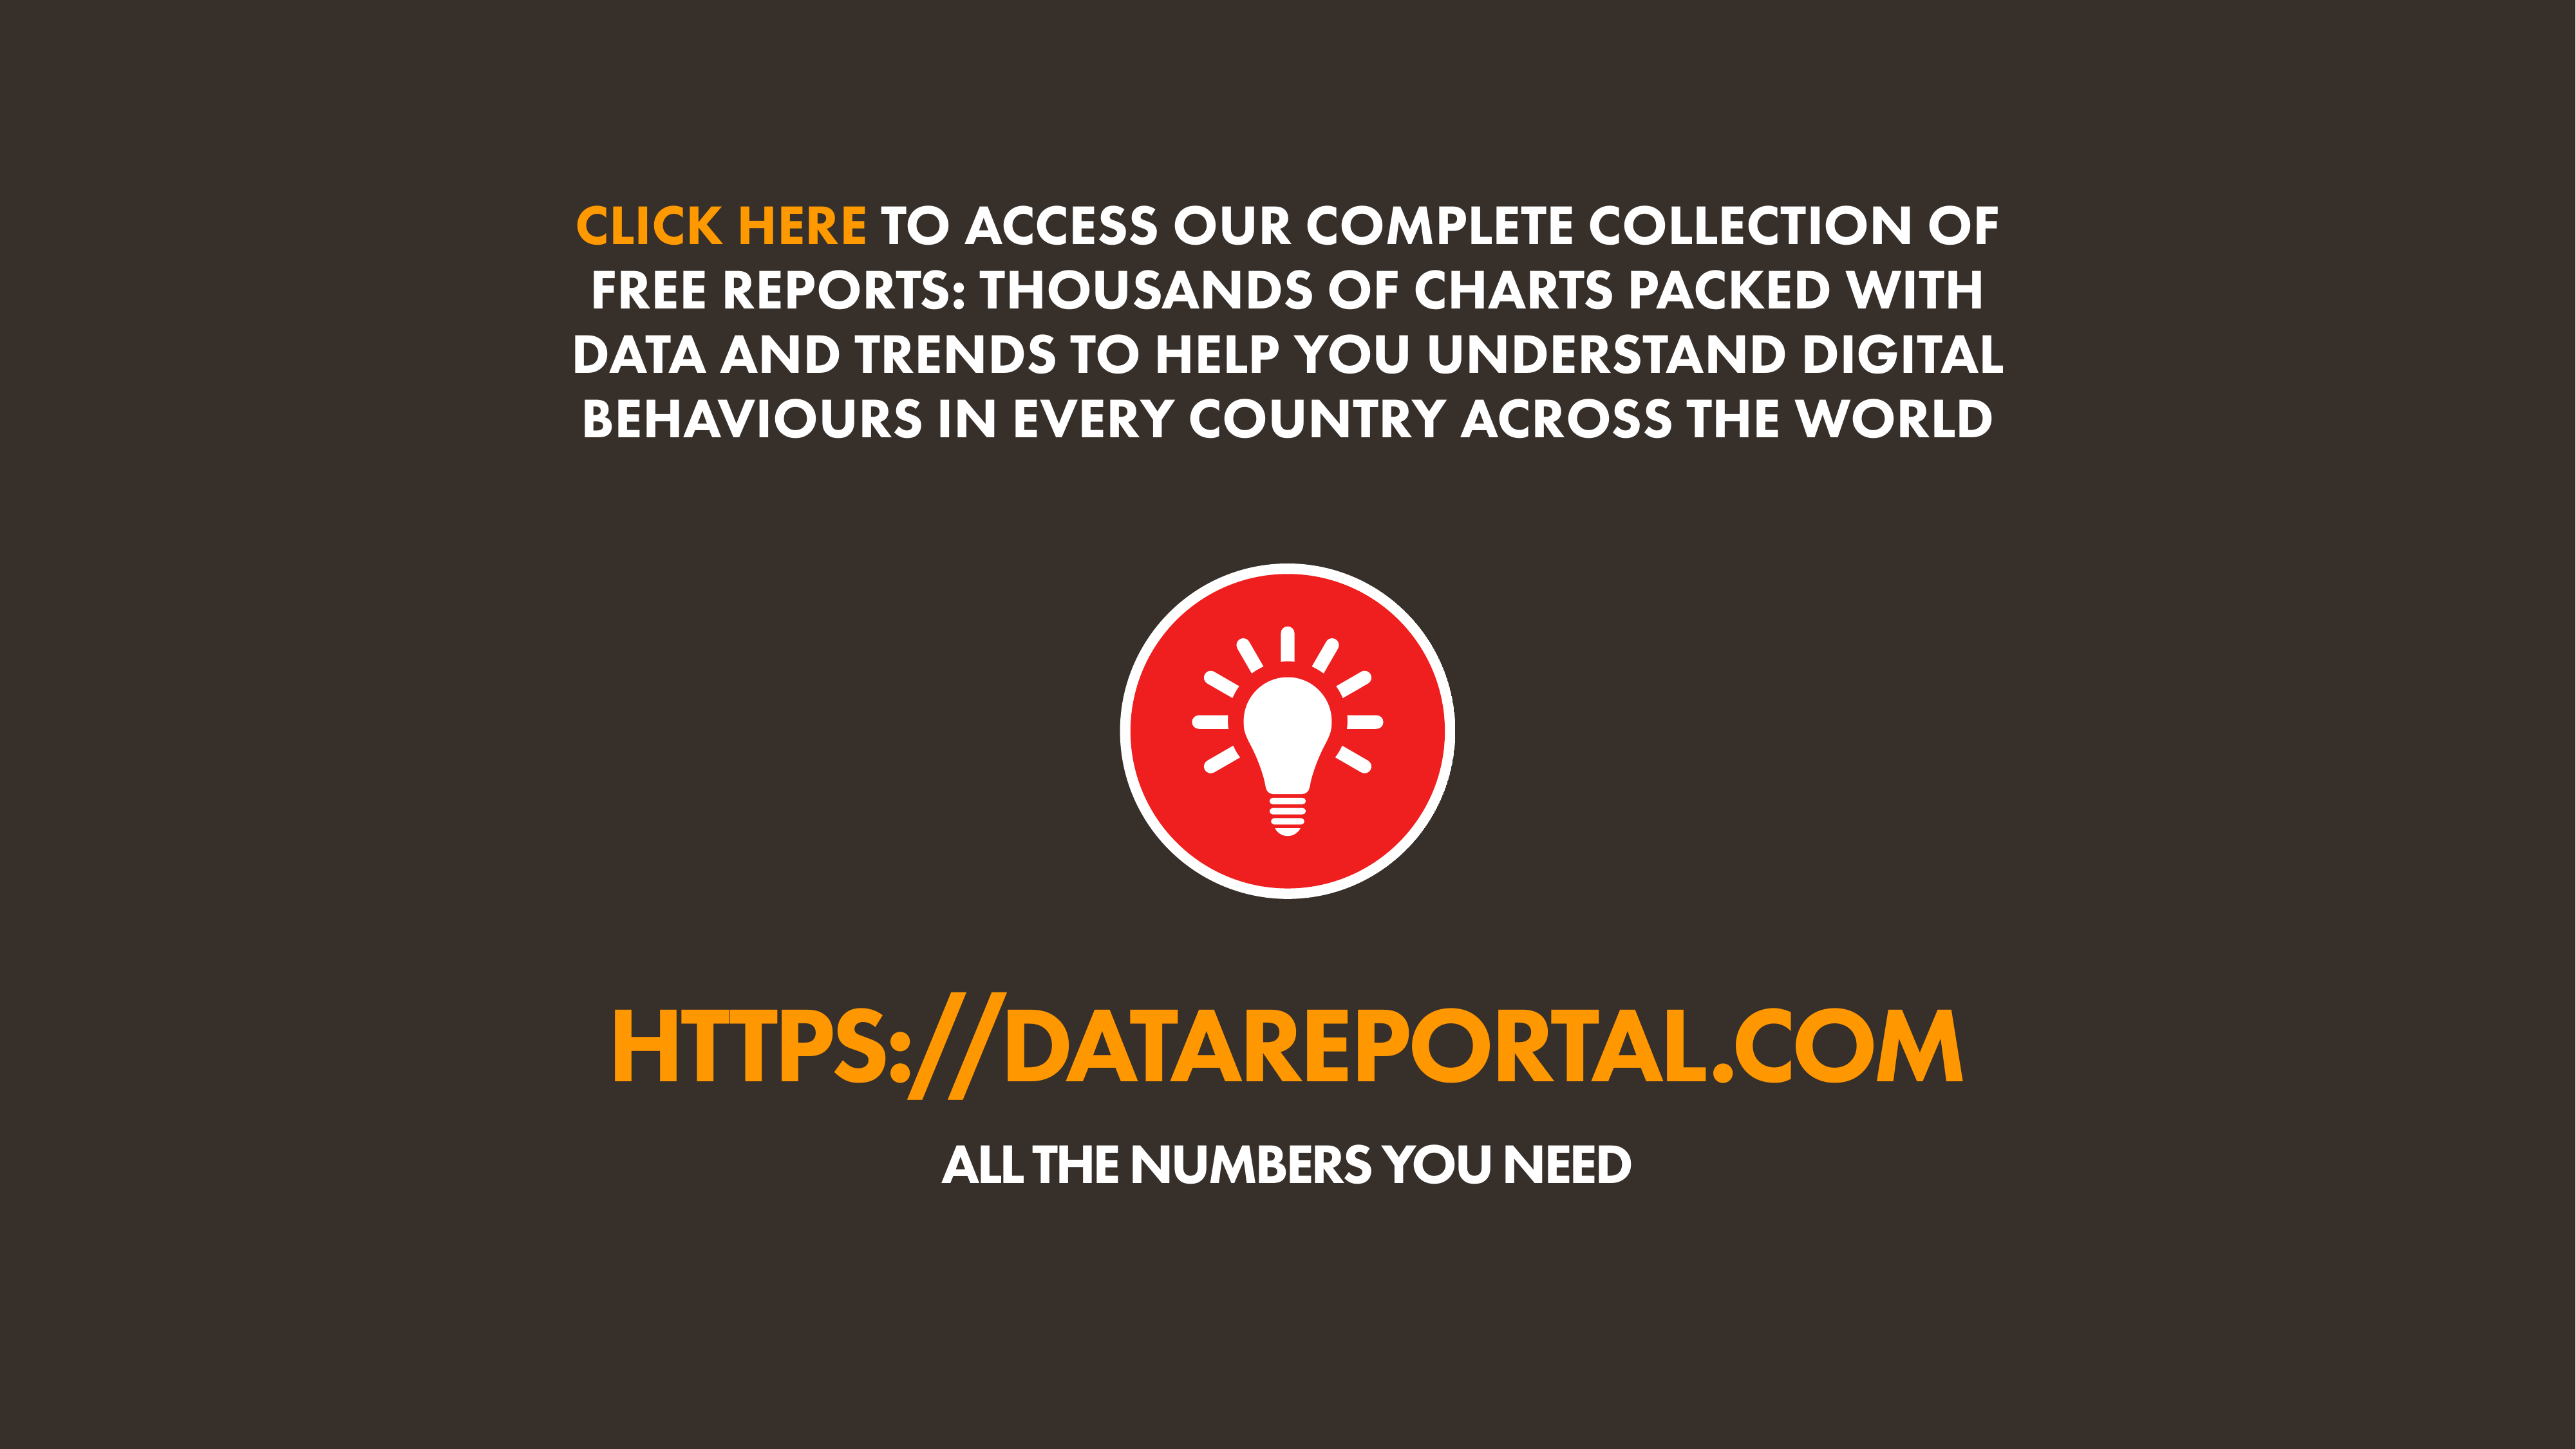 CLICK HERE TO ACCESS OUR COMPLETE COLLECTION OF
FREE REPORTS: THOUSANDS OF CHARTS PACKED WITH
DATA AND TRENDS TO HELP YOU UNDERSTAND DIGITAL
BEHAVIOURS IN EVERY COUNTRY ACROSS THE WORLD
HTTPS://DATAREPORTAL.COM
ALL THE NUMBERS YOU NEED